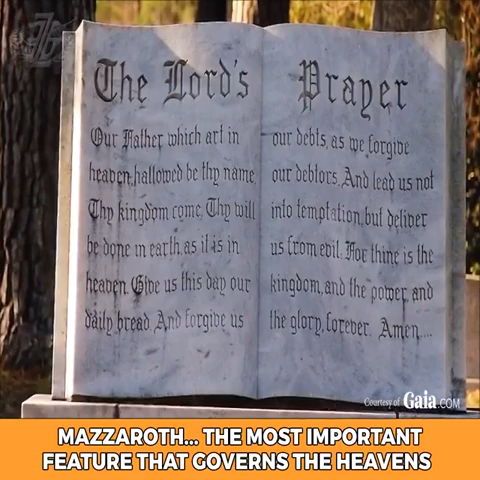 The Lord's Prayer
Our Father which art in
heaven, hallowed be thy name,
Thy kingdom come, Thy will
be done in earth, as it is in
heaven. Give us this day our
daily bread. And forgive us
our debts, as we forgive
our debtors. And lead us not
into temptation, but deliver
us from evil. For thine is the
kingdom, and the power, and
the glory, forever. Amen....
Courtesy of Gaia.COM
MAZZAROTH... THE MOST IMPORTANT
FEATURE THAT GOVERNS THE HEAVENS